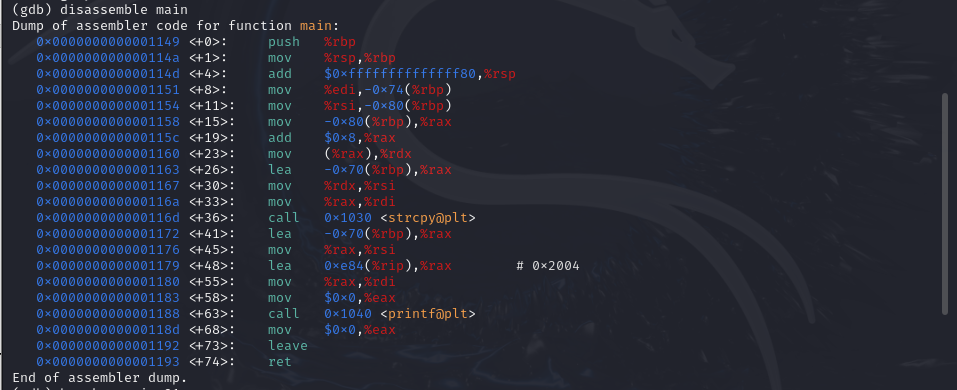 (gdb) disassemble main
Dump of assembler code for function main:
   0x0000000000001149 <+0>:     push   %rbp
   0x000000000000114a <+1>:     mov    %rsp,%rbp
   0x000000000000114d <+4>:     add    $0xffffffffffffff80,%rsp
   0x0000000000001151 <+8>:     mov    %edi,-0x74(%rbp)
   0x0000000000001154 <+11>:    mov    %rsi,-0x80(%rbp)
   0x0000000000001158 <+15>:    mov    -0x80(%rbp),%rax
   0x000000000000115c <+19>:    add    $0x8,%rax
   0x0000000000001160 <+23>:    mov    (%rax),%rdx
   0x0000000000001163 <+26>:    lea    -0x70(%rbp),%rax
   0x0000000000001167 <+30>:    mov    %rdx,%rsi
   0x000000000000116a <+33>:    mov    %rax,%rdi
   0x000000000000116d <+36>:    call   0x1030 <strcpy@plt>
   0x0000000000001172 <+41>:    lea    -0x70(%rbp),%rax
   0x0000000000001176 <+45>:    mov    %rax,%rsi
   0x0000000000001179 <+48>:    lea    0xe84(%rip),%rax        # 0x2004
   0x0000000000001180 <+55>:    mov    %rax,%rdi
   0x0000000000001183 <+58>:    mov    $0x0,%eax
   0x0000000000001188 <+63>:    call   0x1040 <printf@plt>
   0x000000000000118d <+68>:    mov    $0x0,%eax
   0x0000000000001192 <+73>:    leave
   0x0000000000001193 <+74>:    ret
End of assembler dump.